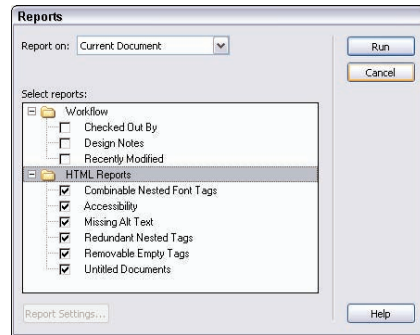 Reports
Report on: Current Document
Run
Cancel
Select reports:
Workflow
Checked Out By
Design Notes
Recently Modified
HTML Reports
Combinable Nested Font Tags
Accessibility
Missing Alt Text
Redundant Nested Tags
Removable Empty Tags
Untitled Documents
Report Settings...
Help